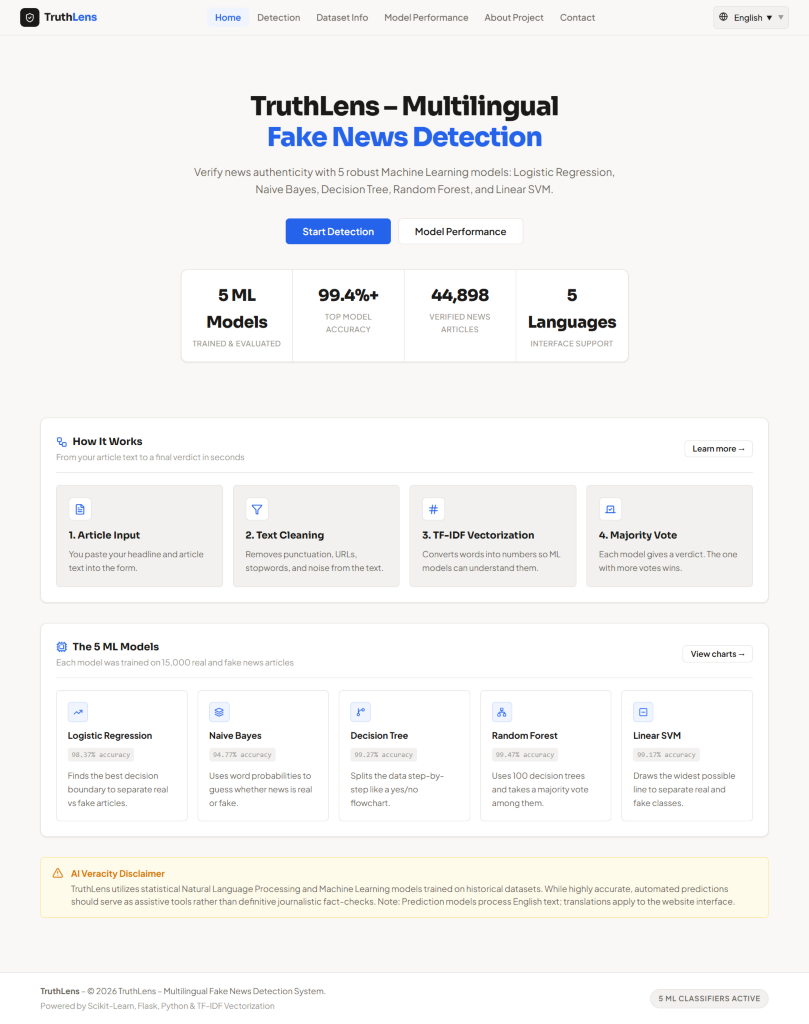 TruthLens
Home Detection Dataset Info Model Performance About Project Contact
English ▼
TruthLens – Multilingual
Fake News Detection
Verify news authenticity with 5 robust Machine Learning models: Logistic Regression,
Naive Bayes, Decision Tree, Random Forest, and Linear SVM.
Start Detection
Model Performance
5 ML
Models
TRAINED & EVALUATED
99.4%+
TOP MODEL
ACCURACY
44,898
VERIFIED NEWS
ARTICLES
5
Languages
INTERFACE SUPPORT
How It Works
From your article text to a final verdict in seconds
Learn more →
1. Article Input
You paste your headline and article
text into the form.
2. Text Cleaning
Removes punctuation, URLs,
stopwords, and noise from the text.
3. TF-IDF Vectorization
Converts words into numbers so ML
models can understand them.
4. Majority Vote
Each model gives a verdict. The one
with more votes wins.
The 5 ML Models
Each model was trained on 15,000 real and fake news articles
View charts →
Logistic Regression
98.37% accuracy
Finds the best decision
boundary to separate real
vs fake articles.
Naive Bayes
94.77% accuracy
Uses word probabilities to
guess whether news is real
or fake.
Decision Tree
99.27% accuracy
Splits the data step-by-
step like a yes/no
flowchart.
Random Forest
99.47% accuracy
Uses 100 decision trees
and takes a majority vote
among them.
Linear SVM
99.17% accuracy
Draws the widest possible
line to separate real and
fake classes.
AI Veracity Disclaimer
TruthLens utilizes statistical Natural Language Processing and Machine Learning models trained on historical datasets. While highly accurate, automated predictions
should serve as assistive tools rather than definitive journalistic fact-checks. Note: Prediction models process English text; translations apply to the website interface.
TruthLens – © 2026 TruthLens – Multilingual Fake News Detection System.
Powered by Scikit-Learn, Flask, Python & TF-IDF Vectorization
5 ML CLASSIFIERS ACTIVE